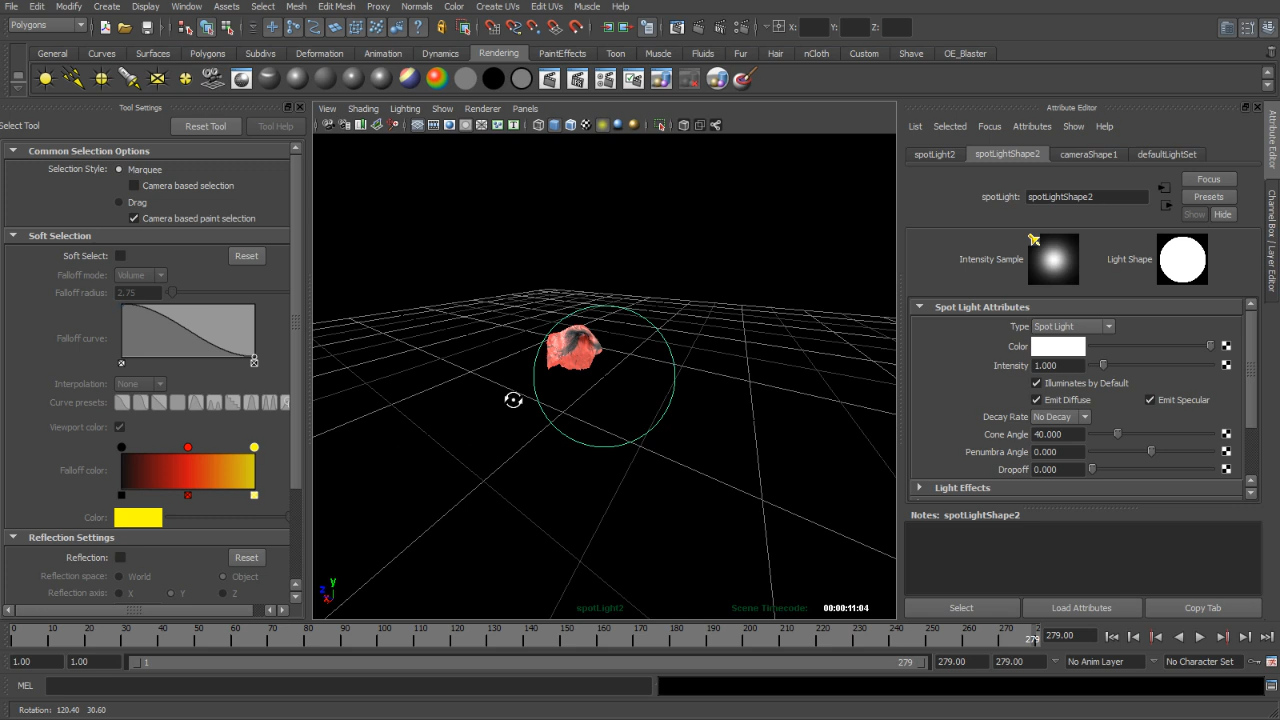 File Edit Modify Create Display Window Assets Select Mesh Edit Mesh Proxy Normals Color Create UVs Edit UVs Muscle Help
Polygons X: Y: Z:
General Curves Surfaces Polygons Subdivs Deformation Animation Dynamics Rendering PaintEffects Toon Muscle Fluids Fur Hair nCloth Custom Shave OE_Blaster
Tool Settings
Select Tool Reset Tool Tool Help
Common Selection Options
Selection Style: Marquee
Camera based selection
Drag
Camera based paint selection
Soft Selection
Soft Select: Reset
Falloff mode: Volume
Falloff radius: 2.75
Falloff curve:
Interpolation: None
Curve presets:
Viewport color:
Falloff color:
Color:
Reflection Settings
Reflection: Reset
Reflection space: World Object
Reflection axis: X Y Z
View Shading Lighting Show Renderer Panels
y
z
x
spotLight2
Scene Timecode: 00:00:11:04
Attribute Editor
List Selected Focus Attributes Show Help
spotLight2 spotLightShape2 cameraShape1 defaultLightSet
spotLight: spotLightShape2
Focus
Presets
Show Hide
Intensity Sample Light Shape
Spot Light Attributes
Type Spot Light
Color
Intensity 1.000
Illuminates by Default
Emit Diffuse Emit Specular
Decay Rate No Decay
Cone Angle 40.000
Penumbra Angle 0.000
Dropoff 0.000
Light Effects
Notes: spotLightShape2
Select Load Attributes Copy Tab
Attribute Editor
Channel Box / Layer Editor
0 10 20 30 40 50 60 70 80 90 100 110 120 130 140 150 160 170 180 190 200 210 220 230 240 250 260 270 279
279.00
1.00 1.00 1 279 279.00 279.00 No Anim Layer No Character Set
MEL
Rotation: 120.40 30.60